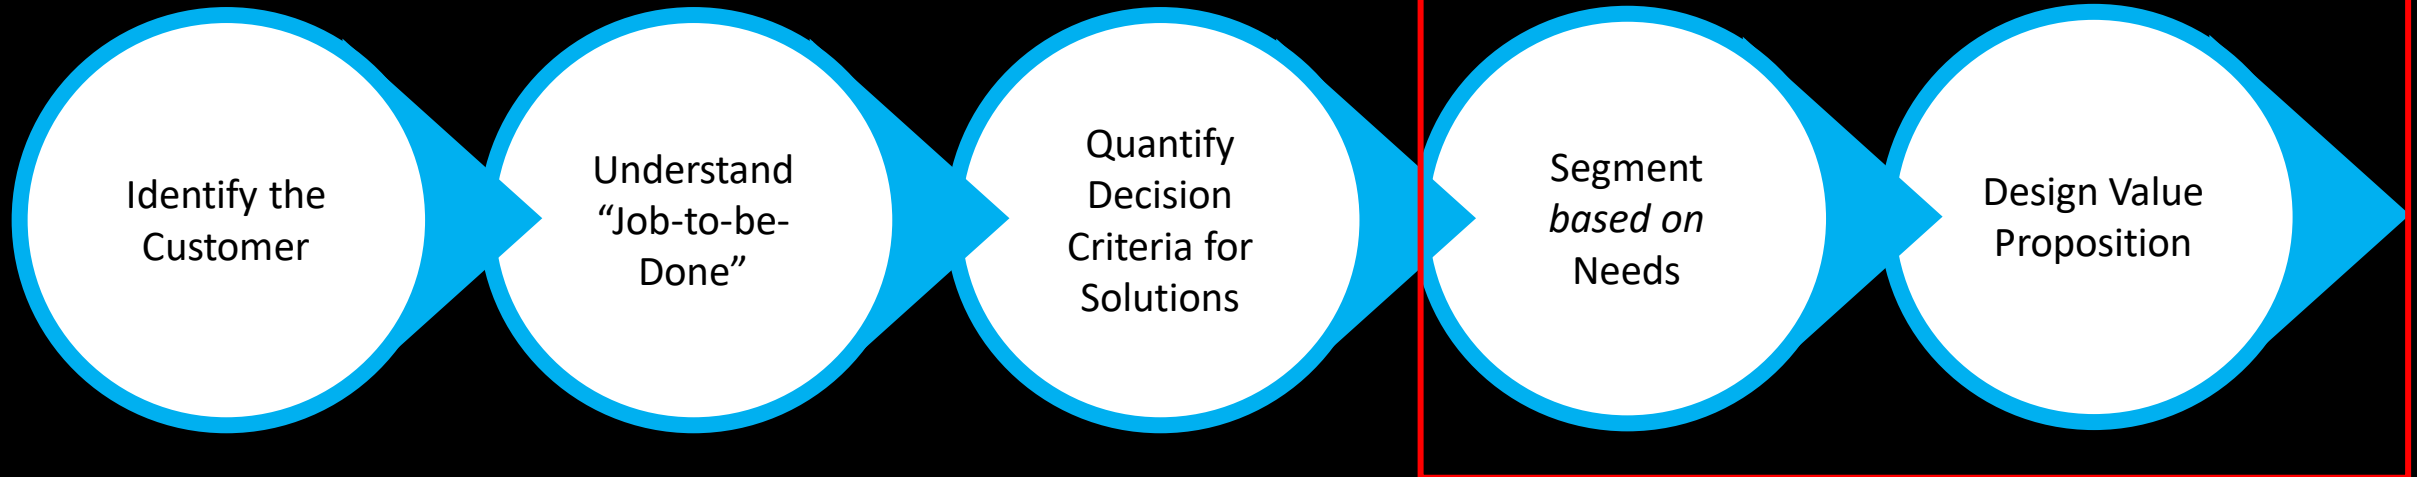 Identify the
Customer
Understand
“Job-to-be-
Done”
Quantify
Decision
Criteria for
Solutions
Segment
based on
Needs
Design Value
Proposition